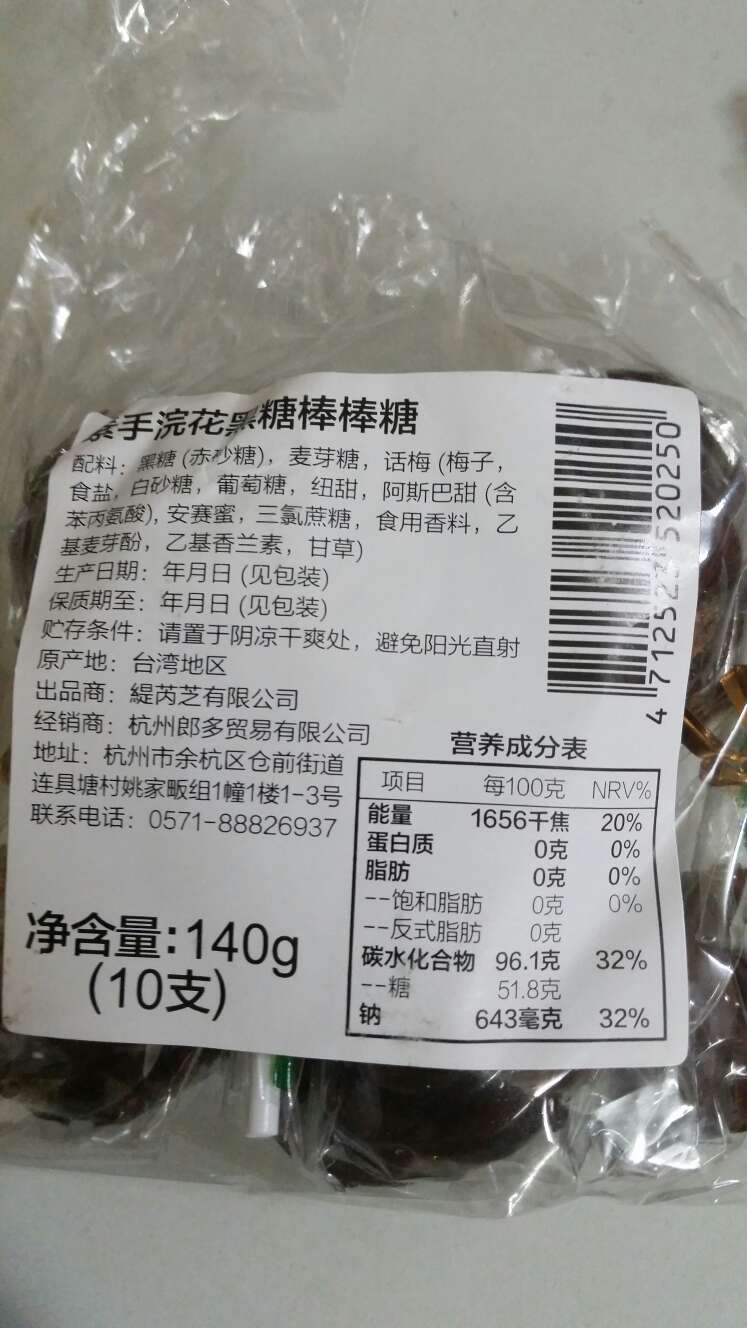 素手浣花黑糖棒棒糖
配料：黑糖 (赤砂糖)，麦芽糖，话梅 (梅子，
食盐，白砂糖，葡萄糖，纽甜，阿斯巴甜 (含
苯丙氨酸)，安赛蜜，三氯蔗糖，食用香料，乙
基麦芽酚，乙基香兰素，甘草)
生产日期：年月日 (见包装)
保质期至：年月日 (见包装)
贮存条件：请置于阴凉干爽处，避免阳光直射
原产地：台湾地区
出品商：緹芮芝有限公司
经销商：杭州郎多贸易有限公司
地址：杭州市余杭区仓前街道
连具塘村姚家畈组1幢1楼1-3号
联系电话：0571-88826937
净含量:140g
(10支)
营养成分表
项目 每100克 NRV%
能量 1656千焦 20%
蛋白质 0克 0%
脂肪 0克 0%
--饱和脂肪 0克 0%
--反式脂肪 0克
碳水化合物 96.1克 32%
--糖 51.8克
钠 643毫克 32%